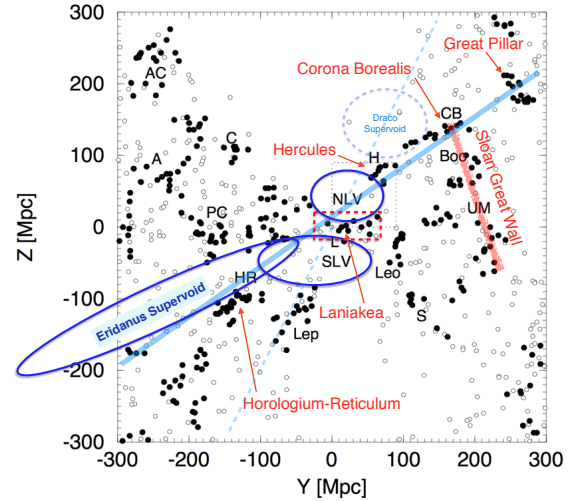 300
200
100
0
-100
-200
-300
Z [Mpc]
-300
-200
-100
0
100
200
300
Y [Mpc]
Great Pillar
Corona Borealis
AC
Draco
Supervoid
CB
C
Hercules
H
Boo
Sloan Great Wall
A
NLV
PC
UM
L
SLV
Leo
HR
Eridanus Supervoid
Laniakea
S
Lep
Horologium-Reticulum